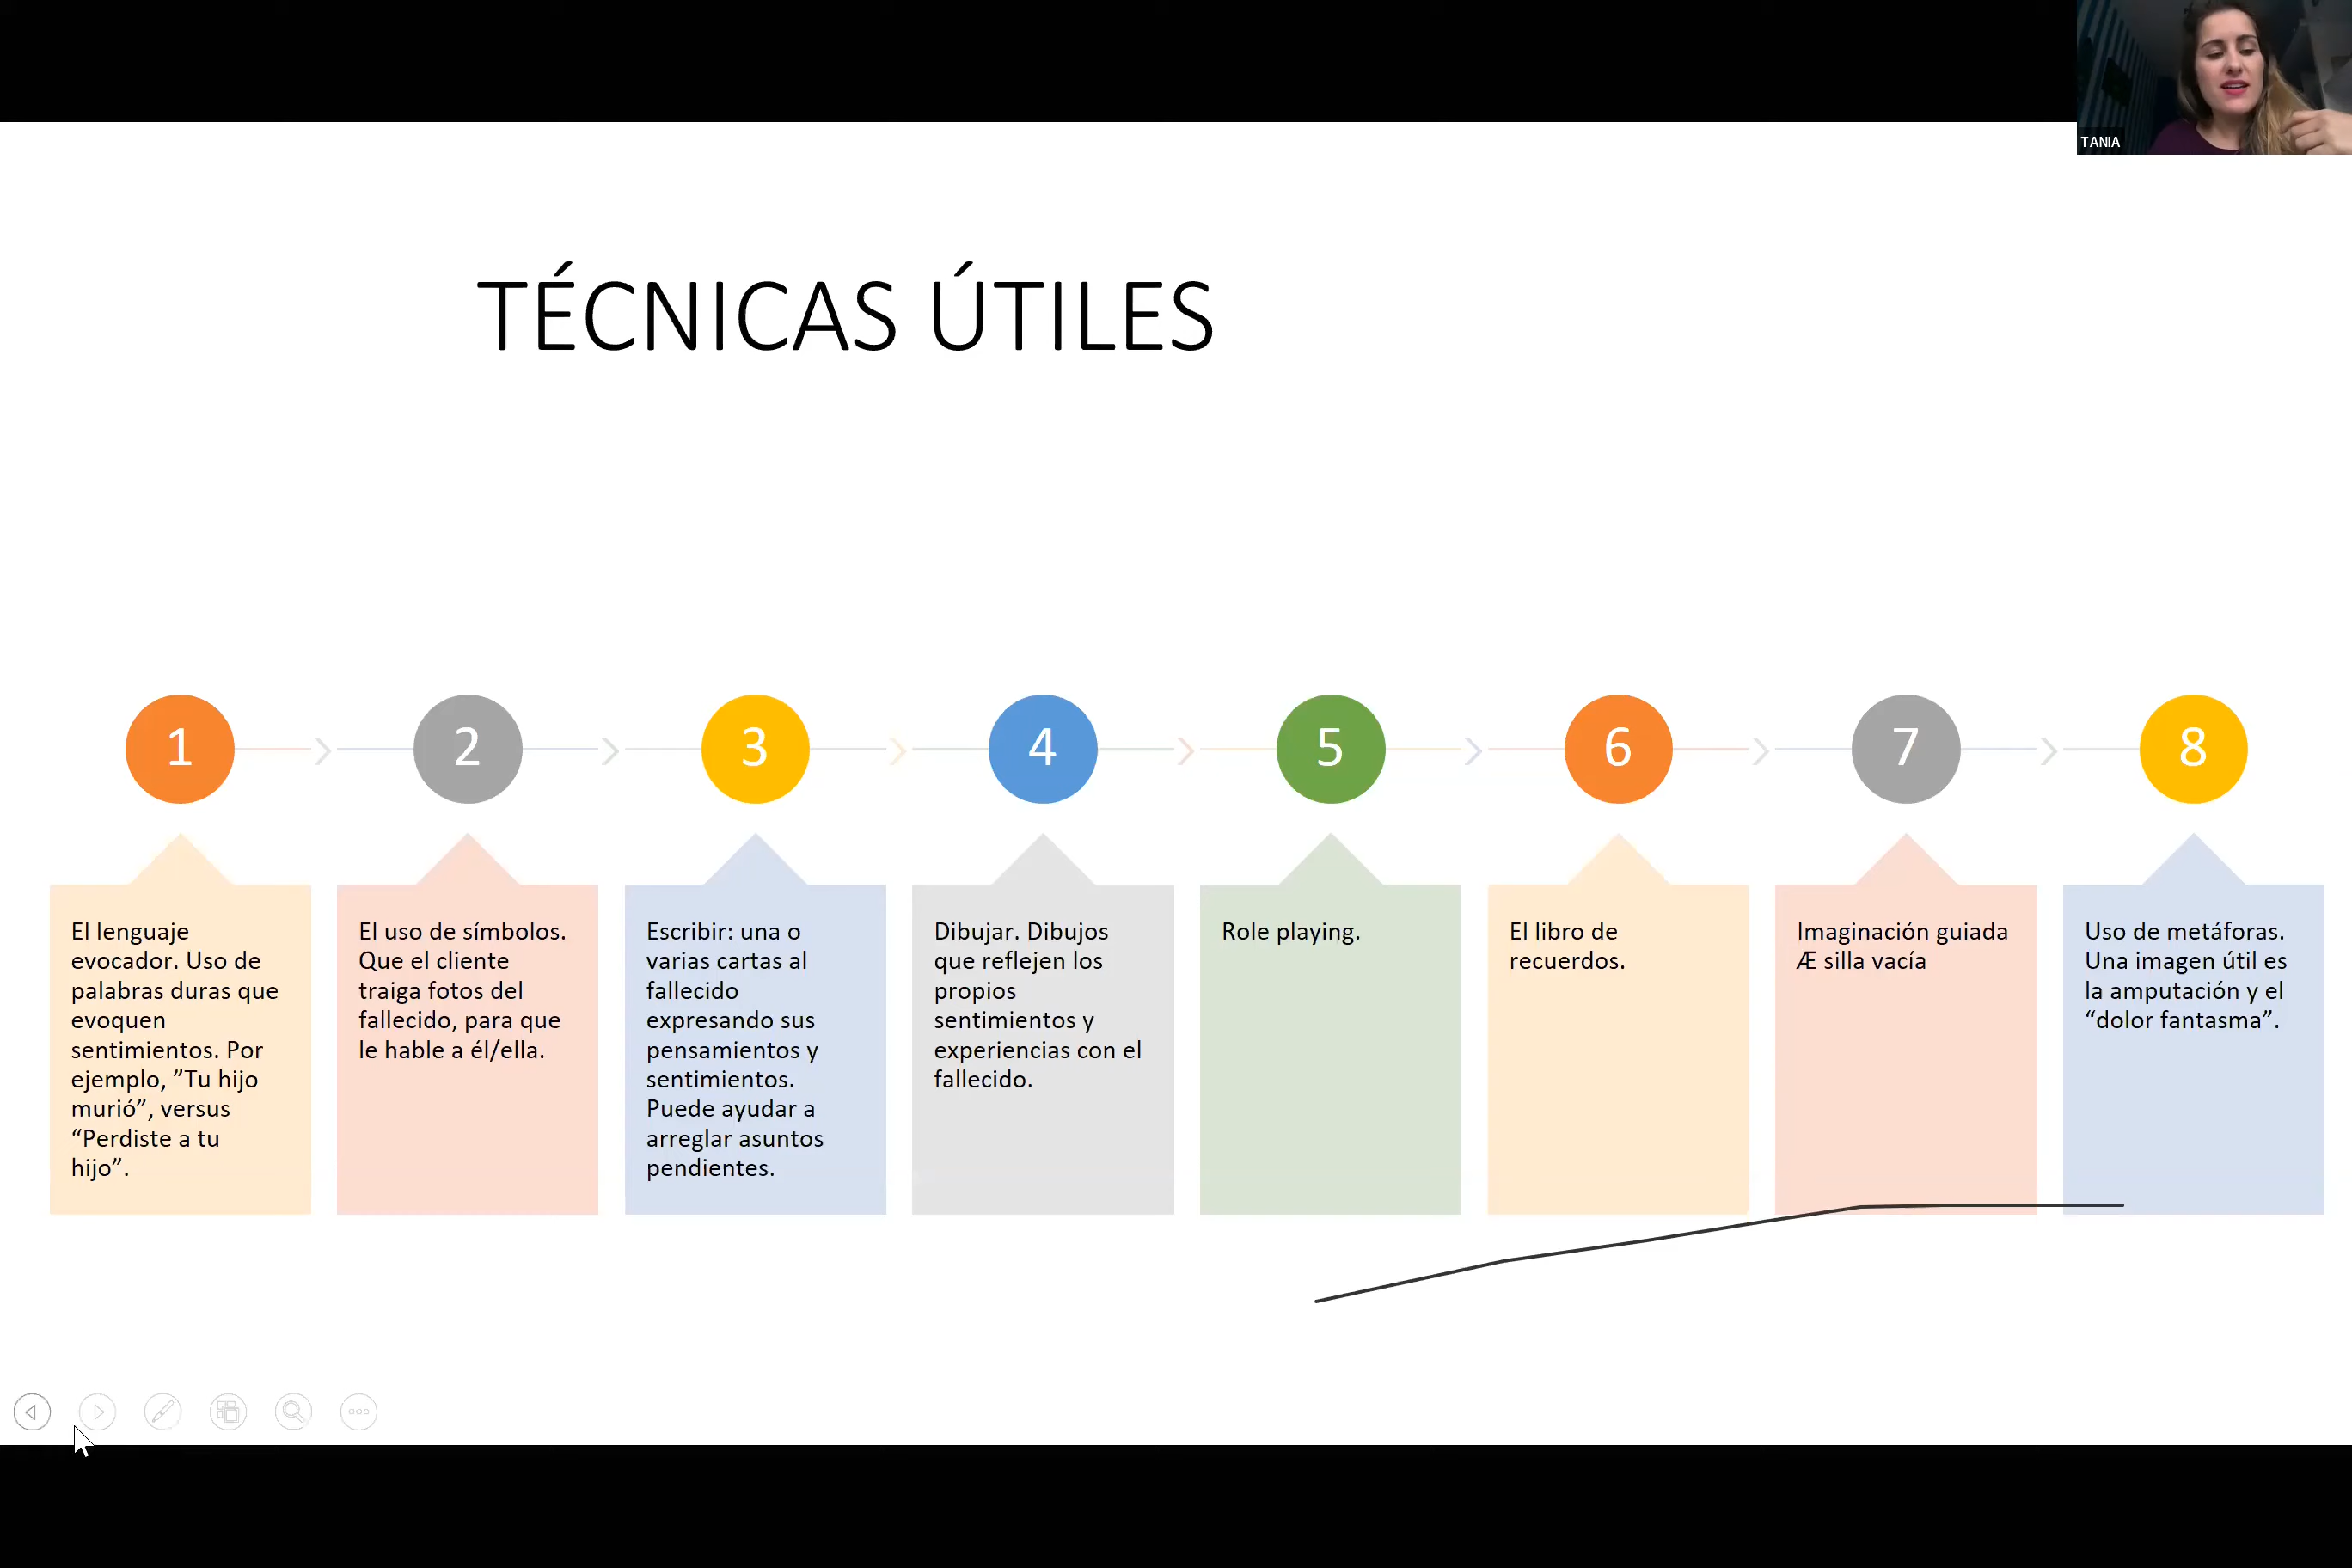 TANIA
TÉCNICAS ÚTILES
1
2
3
4
5
6
7
8
El lenguaje
evocador. Uso de
palabras duras que
evoquen
sentimientos. Por
ejemplo, ”Tu hijo
murió”, versus
“Perdiste a tu
hijo”.
El uso de símbolos.
Que el cliente
traiga fotos del
fallecido, para que
le hable a él/ella.
Escribir: una o
varias cartas al
fallecido
expresando sus
pensamientos y
sentimientos.
Puede ayudar a
arreglar asuntos
pendientes.
Dibujar. Dibujos
que reflejen los
propios
sentimientos y
experiencias con el
fallecido.
Role playing.
El libro de
recuerdos.
Imaginación guiada
Æ silla vacía
Uso de metáforas.
Una imagen útil es
la amputación y el
“dolor fantasma”.